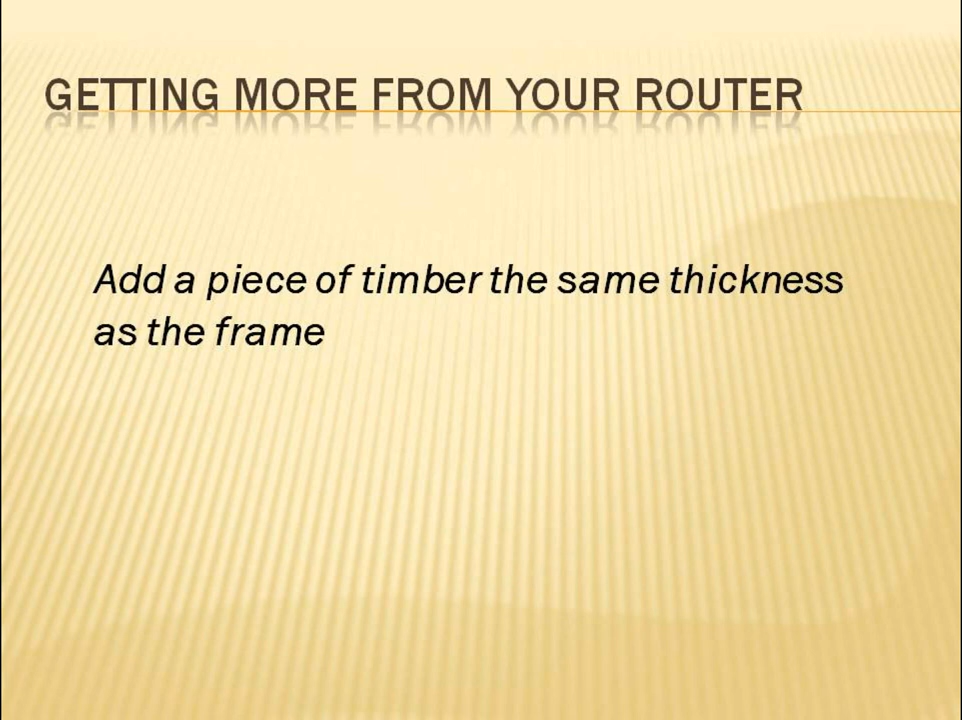 GETTING MORE FROM YOUR ROUTER
Add a piece of timber the same thickness
as the frame